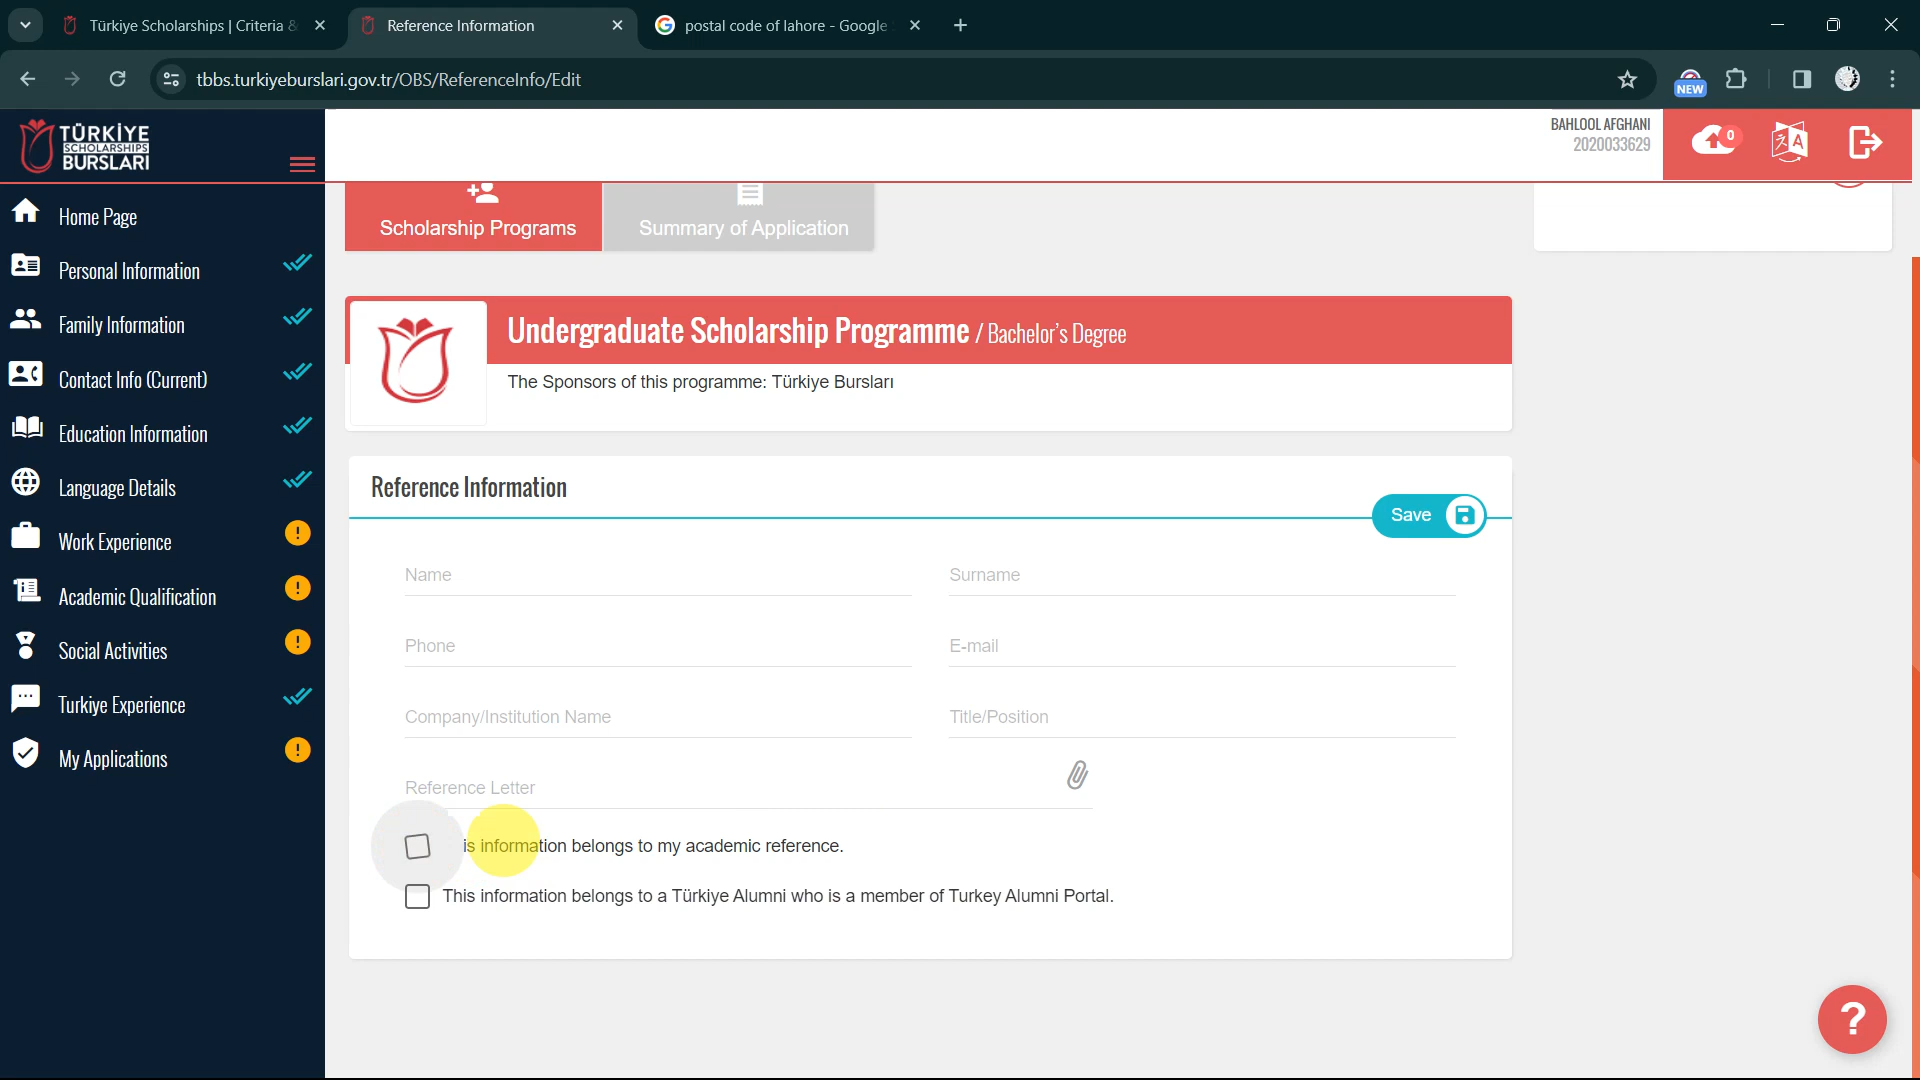 Türkiye Scholarships | Criteria &
Reference Information
postal code of lahore - Google
tbbs.turkiyeburslari.gov.tr/OBS/ReferenceInfo/Edit
NEW
TÜRKİYE
SCHOLARSHIPS
BURSLARI
BAHLOOL AFGHANI
2020033629
0
A
Home Page
Personal Information
Family Information
Contact Info (Current)
Education Information
Language Details
Work Experience
!
Academic Qualification
!
Social Activities
!
Turkiye Experience
My Applications
!
Scholarship Programs
Summary of Application
Undergraduate Scholarship Programme / Bachelor's Degree
The Sponsors of this programme: Türkiye Bursları
Reference Information
Save
Name
Surname
Phone
E-mail
Company/Institution Name
Title/Position
Reference Letter
is information belongs to my academic reference.
This information belongs to a Türkiye Alumni who is a member of Turkey Alumni Portal.
?